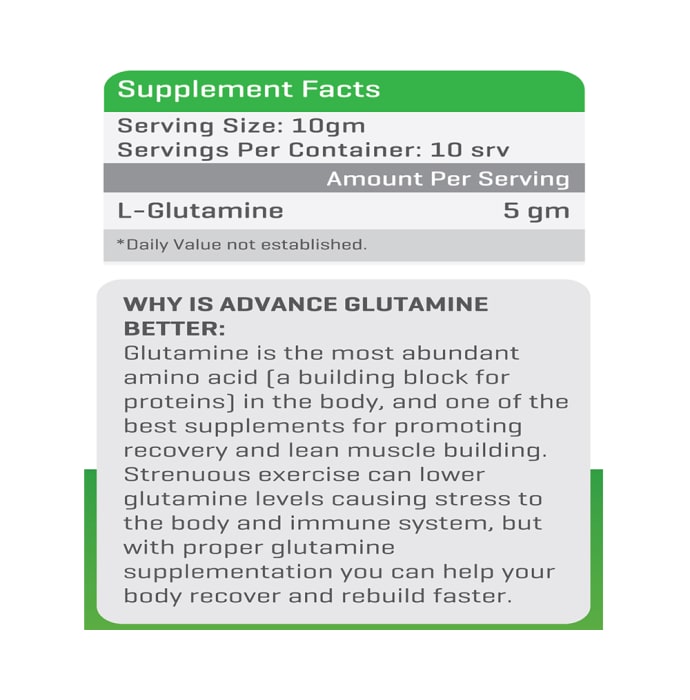 Supplement Facts
Serving Size: 10gm
Servings Per Container: 10 srv
Amount Per Serving
L-Glutamine 5 gm
*Daily Value not established.
WHY IS ADVANCE GLUTAMINE
BETTER:
Glutamine is the most abundant
amino acid (a building block for
proteins) in the body, and one of the
best supplements for promoting
recovery and lean muscle building.
Strenuous exercise can lower
glutamine levels causing stress to
the body and immune system, but
with proper glutamine
supplementation you can help your
body recover and rebuild faster.